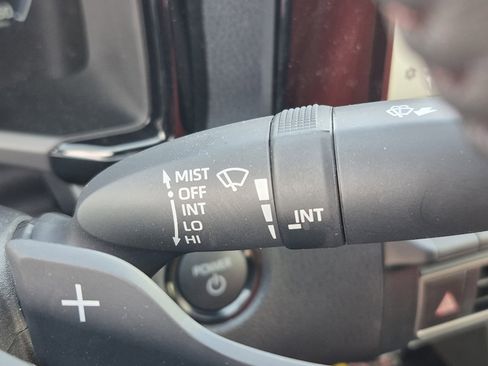 MIST
OFF
INT
LO
HI
INT
POWER
+